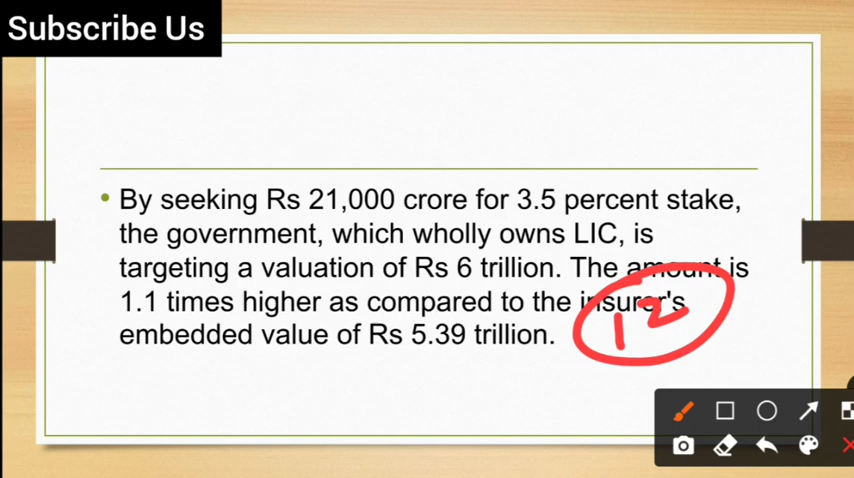 Subscribe Us
• By seeking Rs 21,000 crore for 3.5 percent stake,
the government, which wholly owns LIC, is
targeting a valuation of Rs 6 trillion. The amount is
1.1 times higher as compared to the insurer's
embedded value of Rs 5.39 trillion.
12